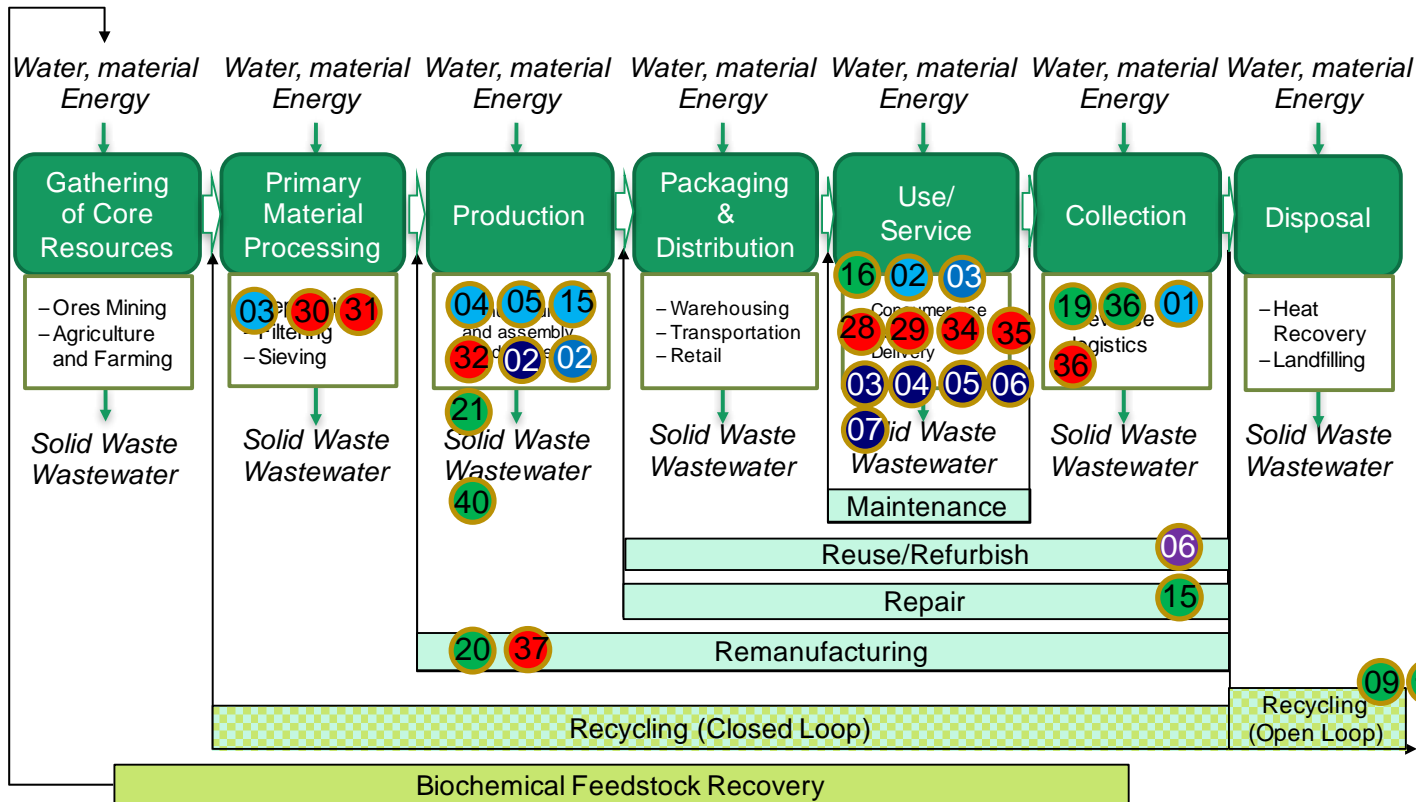 Water, material
Energy
Water, material
Energy
Water, material
Energy
Water, material
Energy
Water, material
Energy
Water, material
Energy
Water, material
Energy
Gathering
of Core
Resources
Primary
Material
Processing
Production
Packaging
&
Distribution
Use/
Service
Collection
Disposal
– Ores Mining
– Agriculture
and Farming
03 30 31
– Filtering
– Sieving
04 05 15
and assembly
32 02 02
21
40
– Warehousing
– Transportation
– Retail
16 02 03
28 29 34 35
Delivery
03 04 05 06
07
19 36 01
logistics
36
– Heat
Recovery
– Landfilling
Solid Waste
Wastewater
Solid Waste
Wastewater
Solid Waste
Wastewater
Solid Waste
Wastewater
Waste
Wastewater
Solid Waste
Wastewater
Solid Waste
Wastewater
Maintenance
Reuse/Refurbish 06
Repair 15
20 37 Remanufacturing
09
Recycling (Closed Loop)
Recycling
(Open Loop)
Biochemical Feedstock Recovery